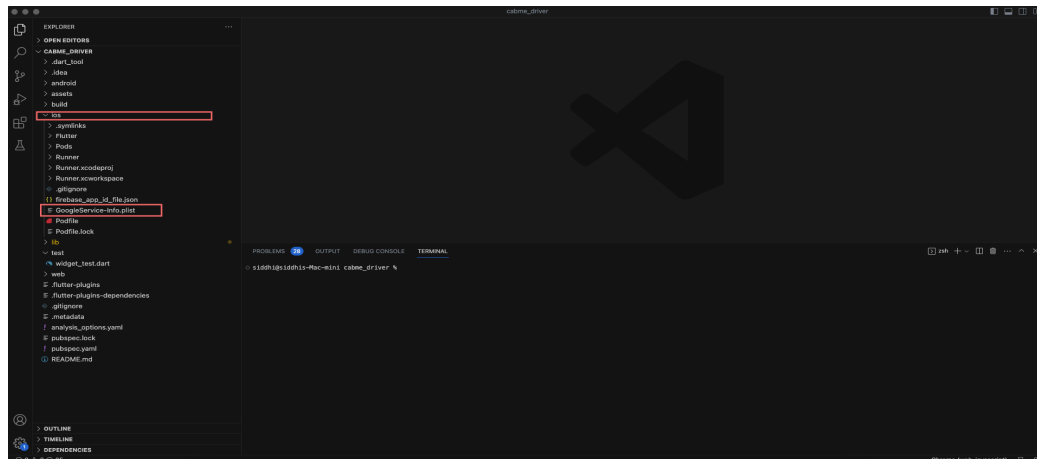 cabme_driver
EXPLORER
OPEN EDITORS
CABME_DRIVER
.dart_tool
.idea
android
assets
build
ios
.symlinks
Flutter
Pods
Runner
Runner.xcodeproj
Runner.xcworkspace
.gitignore
firebase_app_id_file.json
GoogleService-Info.plist
Podfile
Podfile.lock
lib
test
widget_test.dart
web
.flutter-plugins
.flutter-plugins-dependencies
.gitignore
.metadata
analysis_options.yaml
pubspec.lock
pubspec.yaml
README.md
OUTLINE
TIMELINE
DEPENDENCIES
PROBLEMS 28 OUTPUT DEBUG CONSOLE TERMINAL
zsh
siddhi@siddhis-Mac-mini cabme_driver %